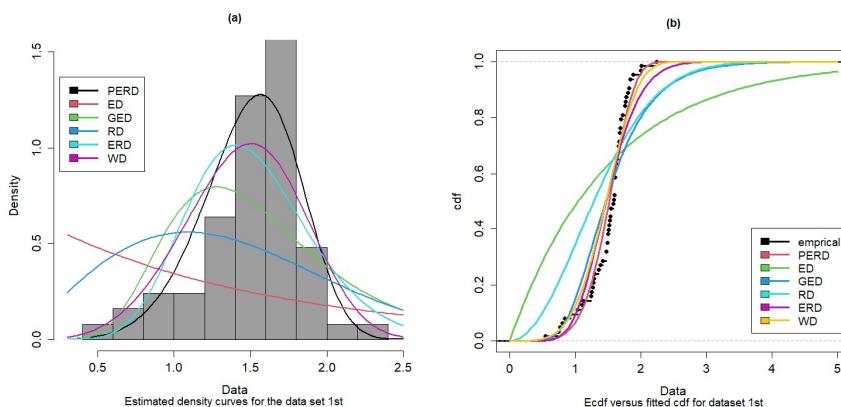 (a)
1.5
1.0
0.5
0.0
Density
PERD
ED
GED
RD
ERD
WD
0.5
1.0
1.5
2.0
2.5
Data
Estimated density curves for the data set 1st
(b)
1.0
0.8
0.6
0.4
0.2
0.0
cdf
emprical
PERD
ED
GED
RD
ERD
WD
0
1
2
3
4
5
Data
Ecdf versus fitted cdf for dataset 1st